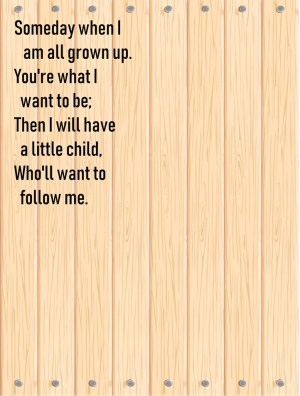 Someday when I
am all grown up.
You're what I
want to be;
Then I will have
a little child,
Who'll want to
follow me.